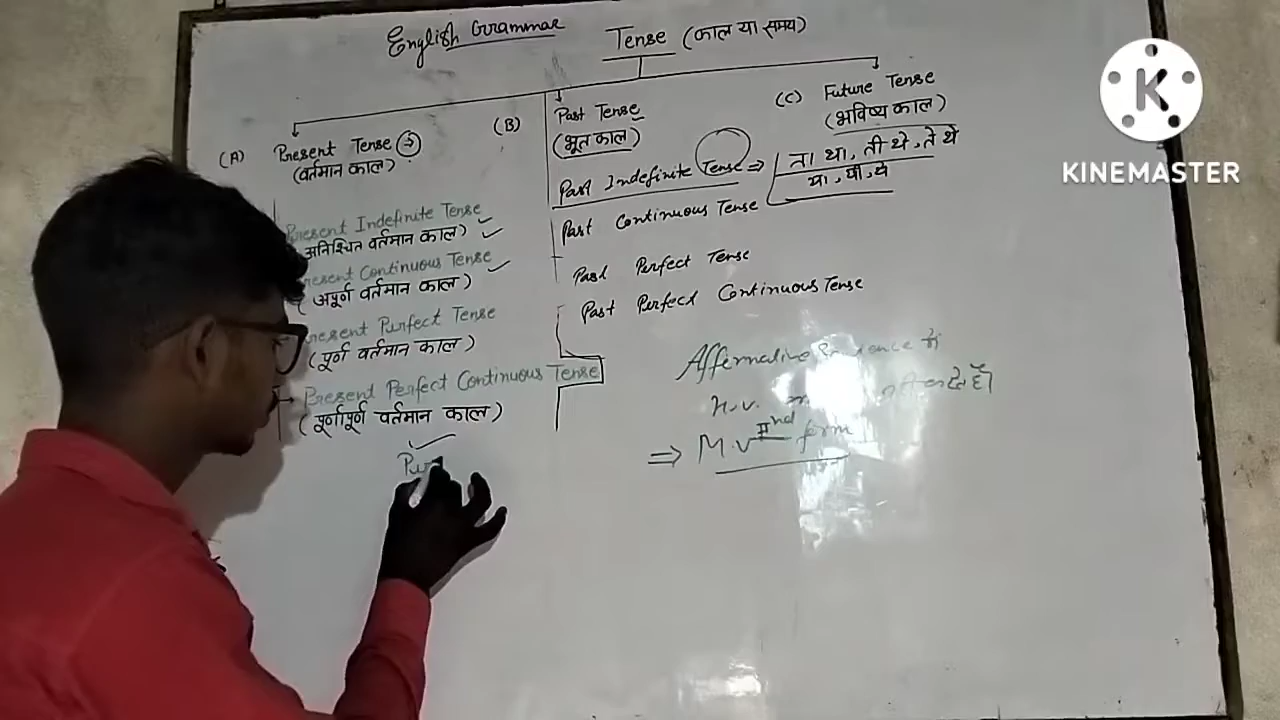 English Grammar
Tense (काल या समय)
(A) Present Tense
(वर्तमान काल)
Present Indefinite Tense
अनिश्चित वर्तमान काल)
Present Continuous Tense
( अपूर्ण वर्तमान काल )
Present Perfect Tense
(पूर्ण वर्तमान काल )
Present Perfect Continuous Tense
( पूर्णापूर्ण वर्तमान काल )
(B) Past Tense
(भूत काल)
Past Indefinite Tense ⇒
ता था, ती थे, ते थे
Past Continuous Tense
Past Perfect Tense
Past Perfect Continuous Tense
(C) Future Tense
(भविष्य काल)
Affermative में
H.V.
⇒ M.V IInd form
K
KINEMASTER